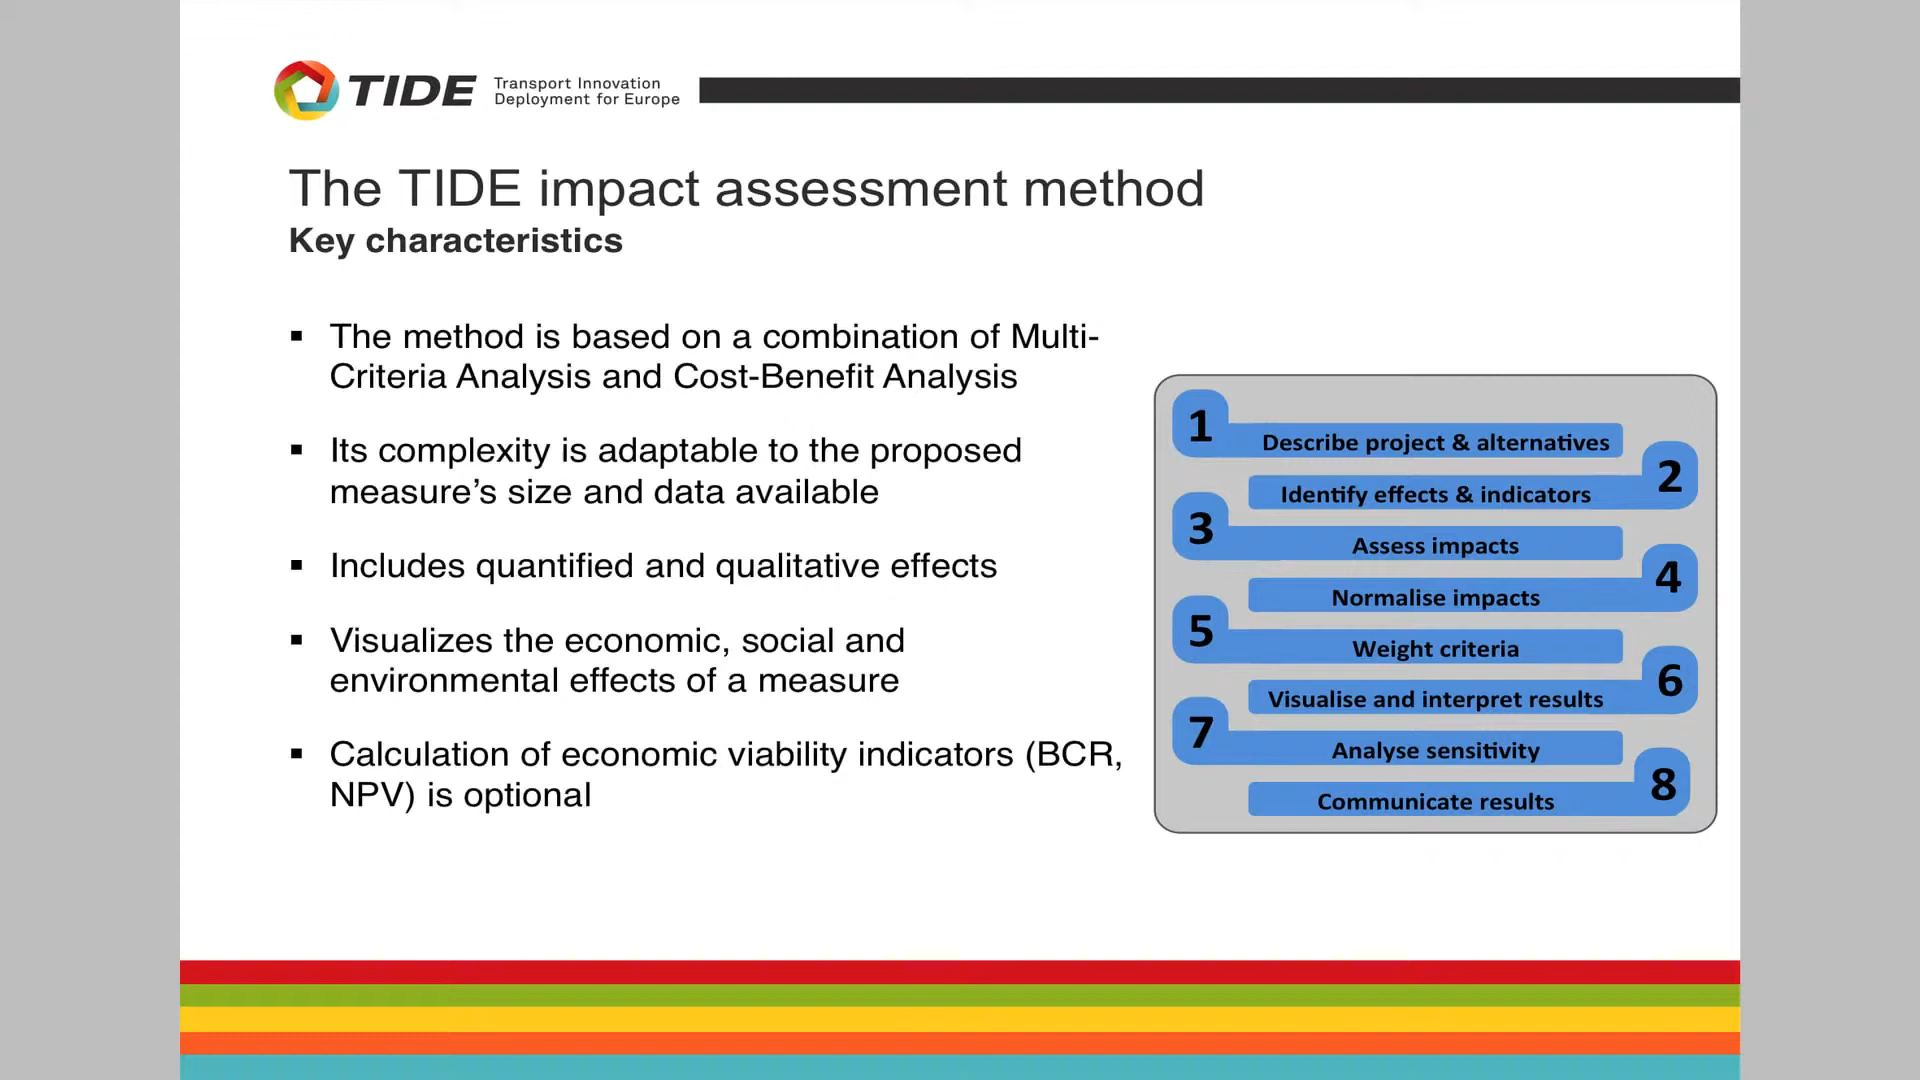 TIDE Transport Innovation
Deployment for Europe
The TIDE impact assessment method
Key characteristics
▪ The method is based on a combination of Multi-
Criteria Analysis and Cost-Benefit Analysis
▪ Its complexity is adaptable to the proposed
measure’s size and data available
▪ Includes quantified and qualitative effects
▪ Visualizes the economic, social and
environmental effects of a measure
▪ Calculation of economic viability indicators (BCR,
NPV) is optional
1 Describe project & alternatives
2 Identify effects & indicators
3 Assess impacts
4 Normalise impacts
5 Weight criteria
6 Visualise and interpret results
7 Analyse sensitivity
8 Communicate results